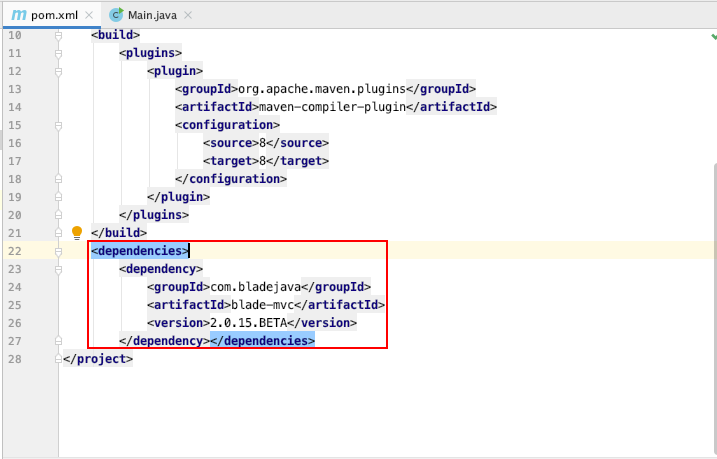 m pom.xml × C Main.java ×
10 <build>
11 <plugins>
12 <plugin>
13 <groupId>org.apache.maven.plugins</groupId>
14 <artifactId>maven-compiler-plugin</artifactId>
15 <configuration>
16 <source>8</source>
17 <target>8</target>
18 </configuration>
19 </plugin>
20 </plugins>
21 </build>
22 <dependencies>
23 <dependency>
24 <groupId>com.bladejava</groupId>
25 <artifactId>blade-mvc</artifactId>
26 <version>2.0.15.BETA</version>
27 </dependency></dependencies>
28 </project>